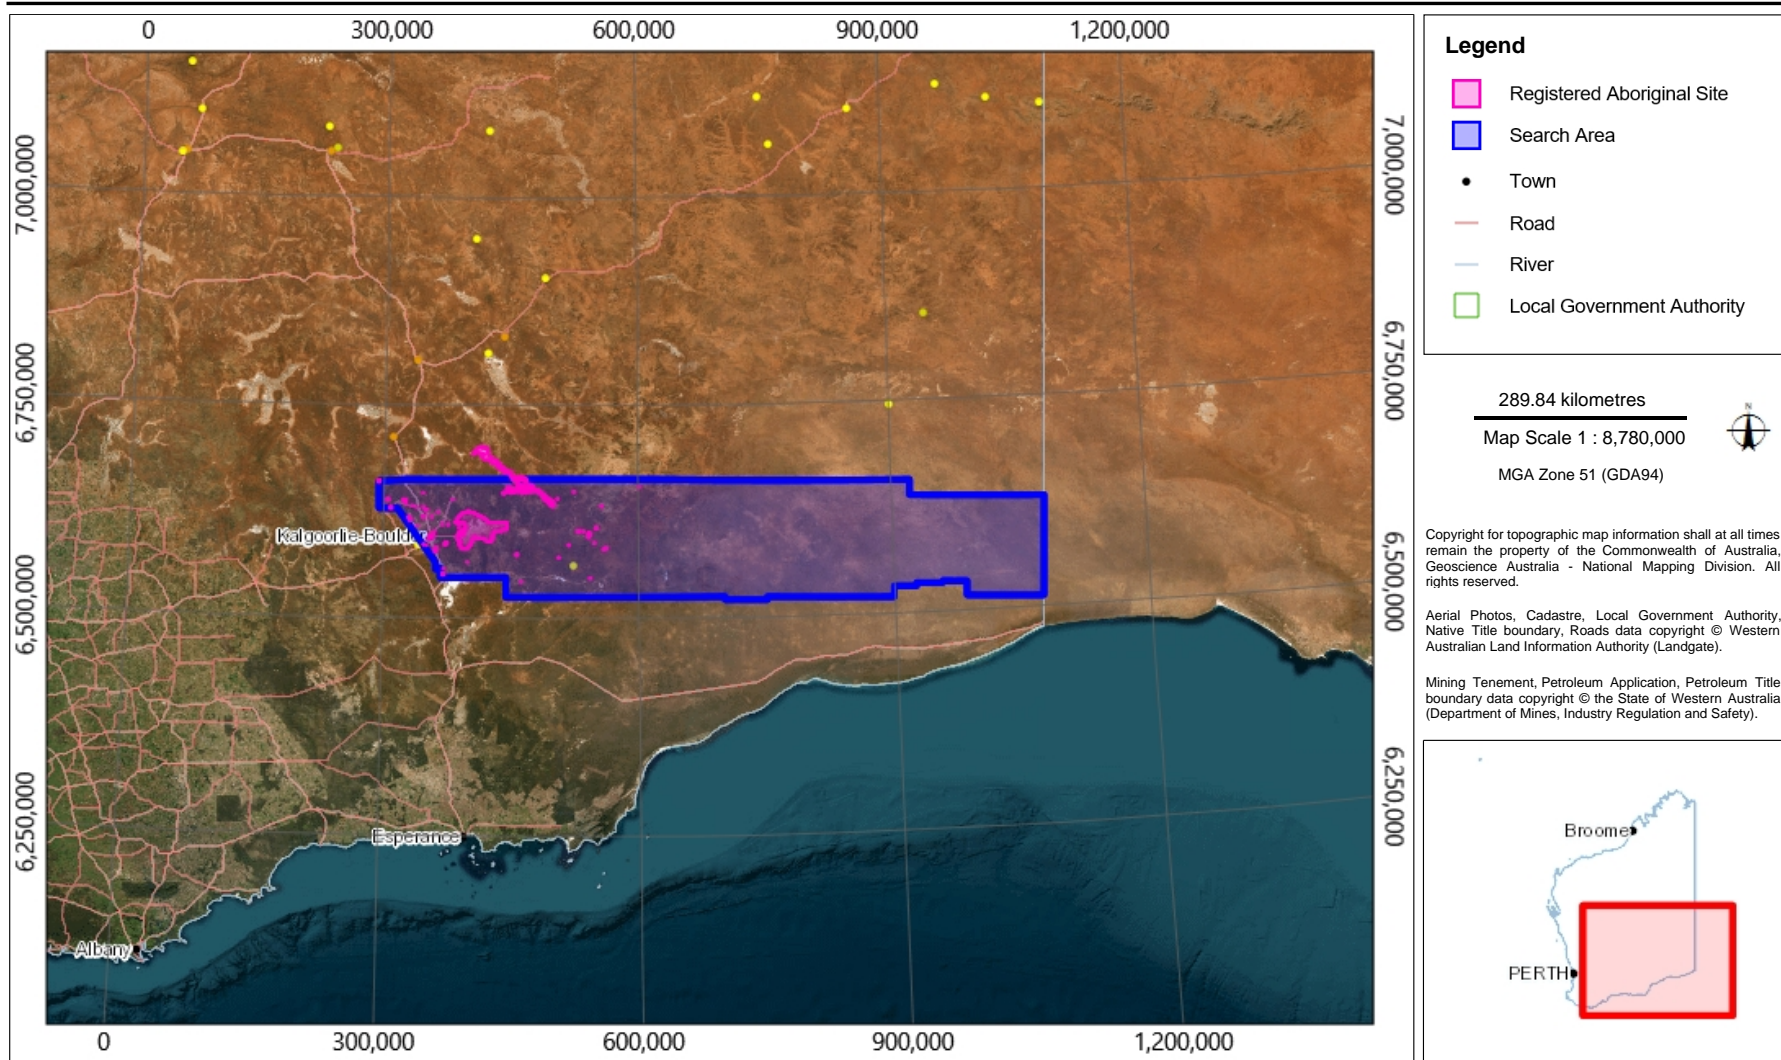 0
300,000
600,000
900,000
1,200,000
7,000,000
6,750,000
6,500,000
6,250,000
7,000,000
6,750,000
6,500,000
6,250,000
Kalgoorlie-Boulder
Esperance
Albany
0
300,000
600,000
900,000
1,200,000
Legend
Registered Aboriginal Site
Search Area
Town
Road
River
Local Government Authority
289.84 kilometres
Map Scale 1 : 8,780,000
MGA Zone 51 (GDA94)
N
Copyright for topographic map information shall at all times
remain the property of the Commonwealth of Australia,
Geoscience Australia - National Mapping Division. All
rights reserved.
Aerial Photos, Cadastre, Local Government Authority,
Native Title boundary, Roads data copyright © Western
Australian Land Information Authority (Landgate).
Mining Tenement, Petroleum Application, Petroleum Title
boundary data copyright © the State of Western Australia
(Department of Mines, Industry Regulation and Safety).
Broome
PERTH